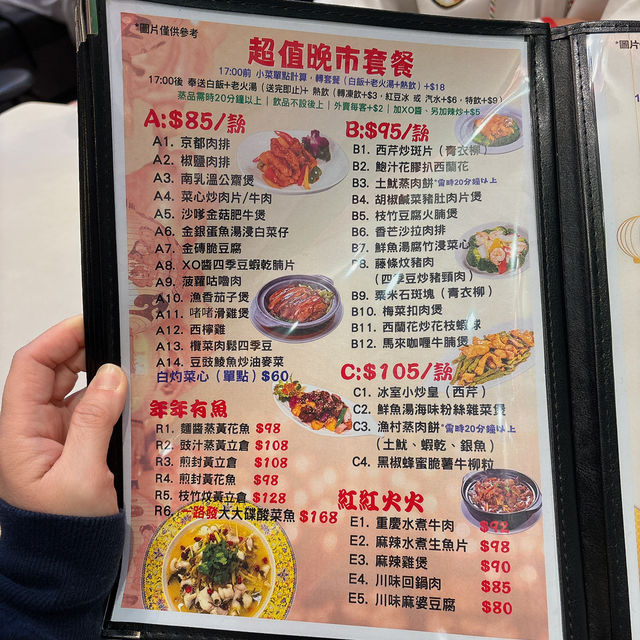 *圖片僅供參考
超值晚市套餐
17:00前 小菜單點計算，轉套餐（白飯+老火湯+熱飲）+$18
17:00後 奉送白飯+老火湯（送完即止）+ 熱飲（轉凍飲+$3，紅豆冰 或 汽水+$6，特飲+$9）
蒸品需時20分鐘以上 | 飲品不設後上 | 外賣每客+$2 | 加XO醬、另加辣炒+$5
A:$85/款
A1. 京都肉排
A2. 椒鹽肉排
A3. 南乳溫公齋煲
A4. 菜心炒肉片/牛肉
A5. 沙嗲金菇肥牛煲
A6. 金銀蛋魚湯浸白菜仔
A7. 金磚脆豆腐
A8. XO醬四季豆蝦乾腩片
A9. 菠蘿咕嚕肉
A10. 漁香茄子煲
A11. 啫啫滑雞煲
A12. 西檸雞
A13. 欖菜肉鬆四季豆
A14. 豆豉鯪魚炒油麥菜
白灼菜心（單點）$60
年年有魚
R1. 麵醬蒸黃花魚 $98
R2. 豉汁蒸黃立倉 $108
R3. 煎封黃立倉 $108
R4. 煎封黃花魚 $98
R5. 枝竹炆黃立倉 $128
R6. 一路發大大碟酸菜魚 $168
B:$95/款
B1. 西芹炒斑片（青衣柳）
B2. 鮑汁花膠扒西蘭花
B3. 土魷蒸肉餅*需時20分鐘以上
B4. 胡椒鹹菜豬肚肉片煲
B5. 枝竹豆腐火腩煲
B6. 香芒沙拉肉排
B7. 鮮魚湯腐竹浸菜心
B8. 藤條炆豬肉
（四季豆炒豬頸肉）
B9. 粟米石斑塊（青衣柳）
B10. 梅菜扣肉煲
B11. 西蘭花炒花枝蝦球
B12. 馬來咖喱牛腩煲
C:$105/款
C1. 冰室小炒皇（西芹）
C2. 鮮魚湯海味粉絲雜菜煲
C3. 漁村蒸肉餅*需時20分鐘以上
（土魷、蝦乾、銀魚）
C4. 黑椒蜂蜜脆薯牛柳粒
紅紅火火
E1. 重慶水煮牛肉 $98
E2. 麻辣水煮生魚片 $98
E3. 麻辣雞煲 $90
E4. 川味回鍋肉 $85
E5. 川味麻婆豆腐 $80
*圖片